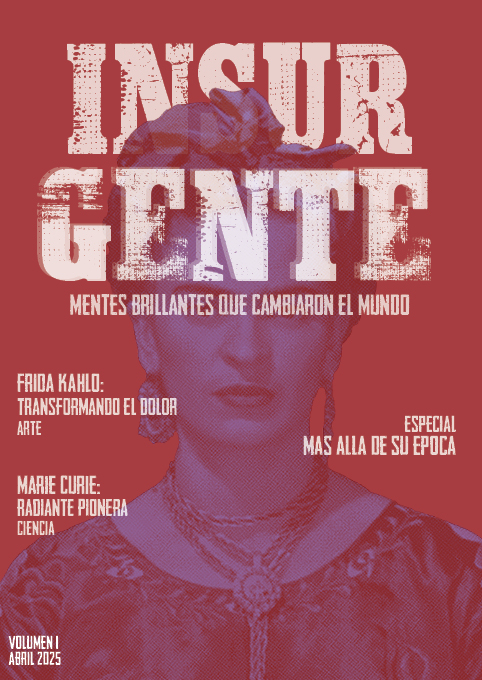 INSUR
GENTE
MENTES BRILLANTES QUE CAMBIARON EL MUNDO
FRIDA KAHLO:
TRANSFORMANDO EL DOLOR
ARTE
ESPECIAL
MAS ALLA DE SU EPOCA
MARIE CURIE:
RADIANTE PIONERA
CIENCIA
VOLUMEN I
ABRIL 2025